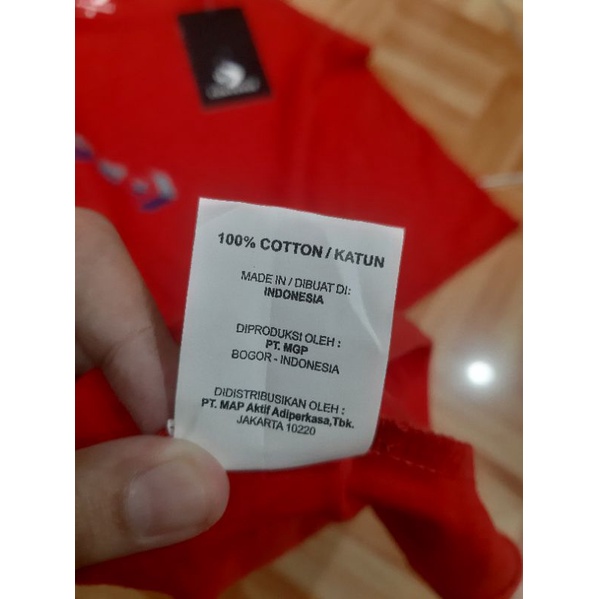 100% COTTON / KATUN
MADE IN / DIBUAT DI:
INDONESIA
DIPRODUKSI OLEH :
PT. MGP
BOGOR - INDONESIA
DIDISTRIBUSIKAN OLEH :
PT. MAP Aktif Adiperkasa,Tbk.
JAKARTA 10220